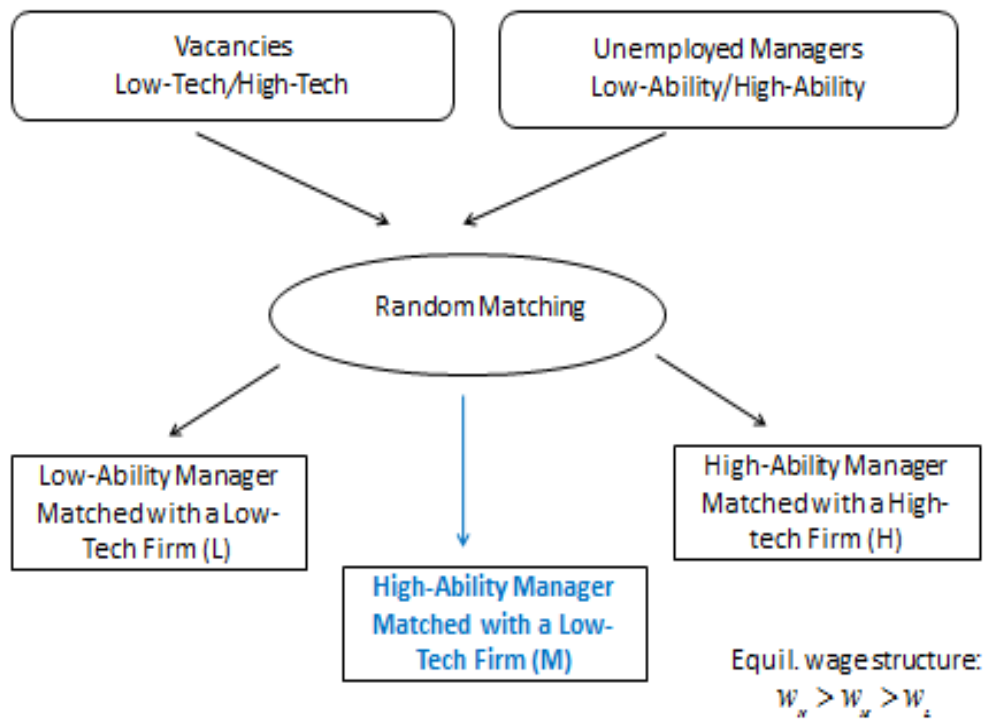 Vacancies
Low-Tech/High-Tech
Unemployed Managers
Low-Ability/High-Ability
Random Matching
Low-Ability Manager
Matched with a Low-
Tech Firm (L)
High-Ability Manager
Matched with a Low-
Tech Firm (M)
High-Ability Manager
Matched with a High-
tech Firm (H)
Equil. wage structure:
w > w > w